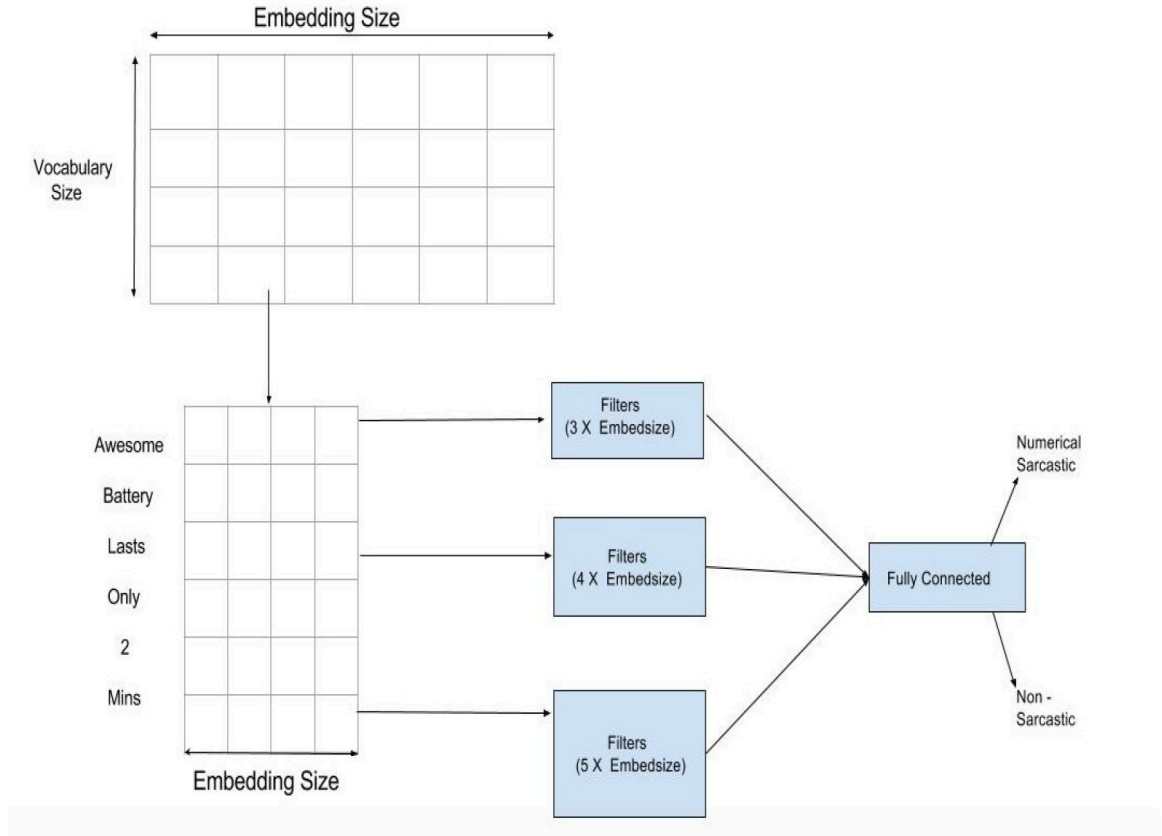 Embedding Size
Vocabulary
Size
Awesome
Battery
Lasts
Only
2
Mins
Embedding Size
Filters
(3 X Embedsize)
Filters
(4 X Embedsize)
Filters
(5 X Embedsize)
Fully Connected
Numerical
Sarcastic
Non -
Sarcastic